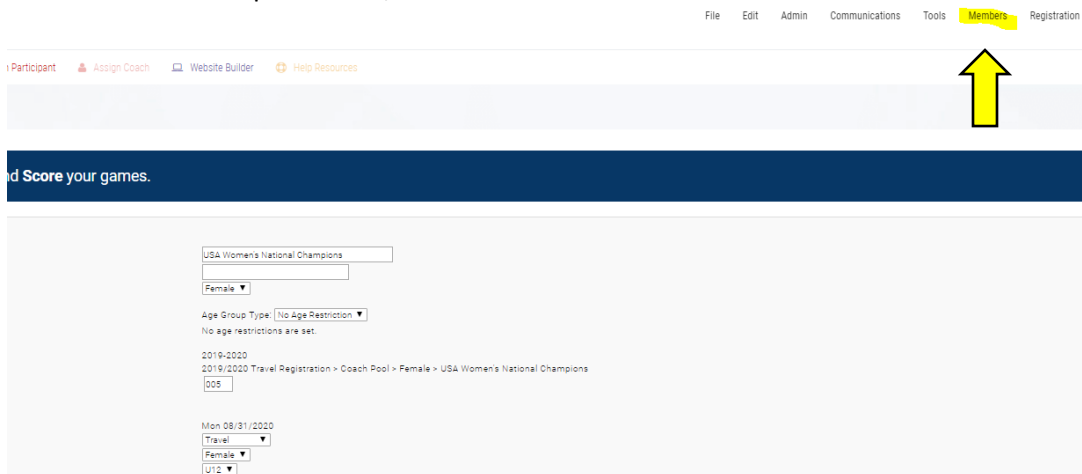 File Edit Admin Communications Tools Members Registration
Participant Assign Coach Website Builder Help Resources
Score your games.
USA Women's National Champions
Female ▼
Age Group Type: No Age Restriction ▼
No age restrictions are set.
2019-2020
2019/2020 Travel Registration > Coach Pool > Female > USA Women's National Champions
005
Mon 08/31/2020
Travel ▼
Female ▼
U12 ▼